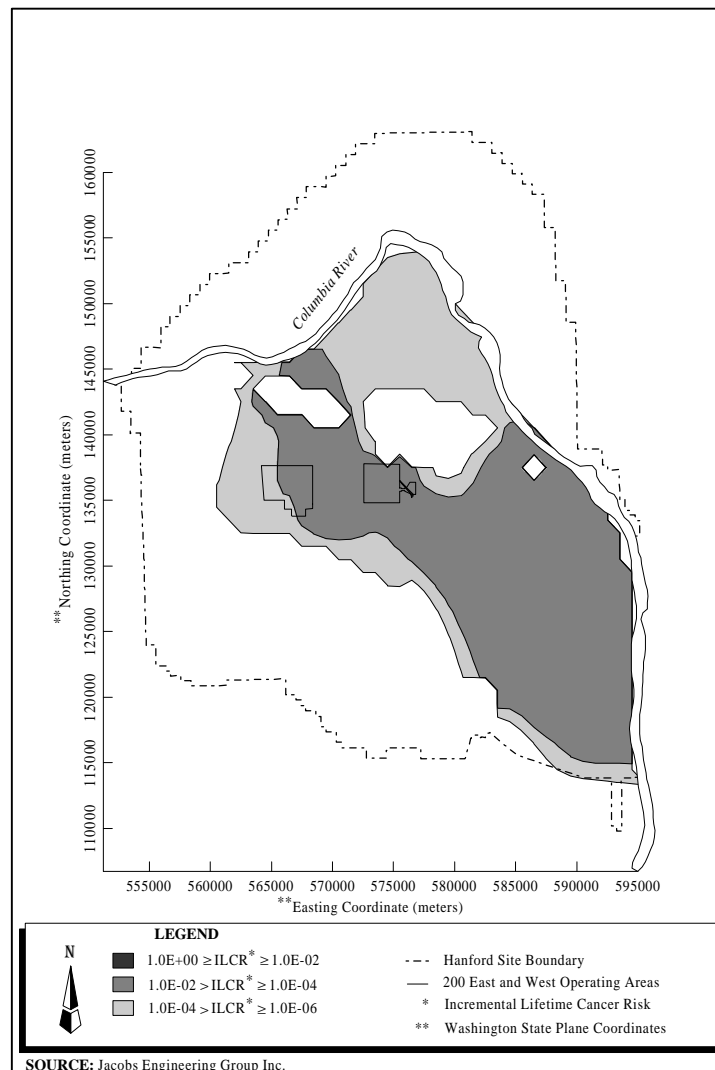 Columbia River
160000
155000
150000
145000
140000
135000
130000
125000
120000
115000
110000
**Northing Coordinate (meters)
555000 560000 565000 570000 575000 580000 585000 590000 595000
**Easting Coordinate (meters)
LEGEND
N
1.0E+00 ≥ ILCR* ≥ 1.0E-02
1.0E-02 > ILCR* ≥ 1.0E-04
1.0E-04 > ILCR* ≥ 1.0E-06
Hanford Site Boundary
200 East and West Operating Areas
* Incremental Lifetime Cancer Risk
** Washington State Plane Coordinates
SOURCE: Jacobs Engineering Group Inc.